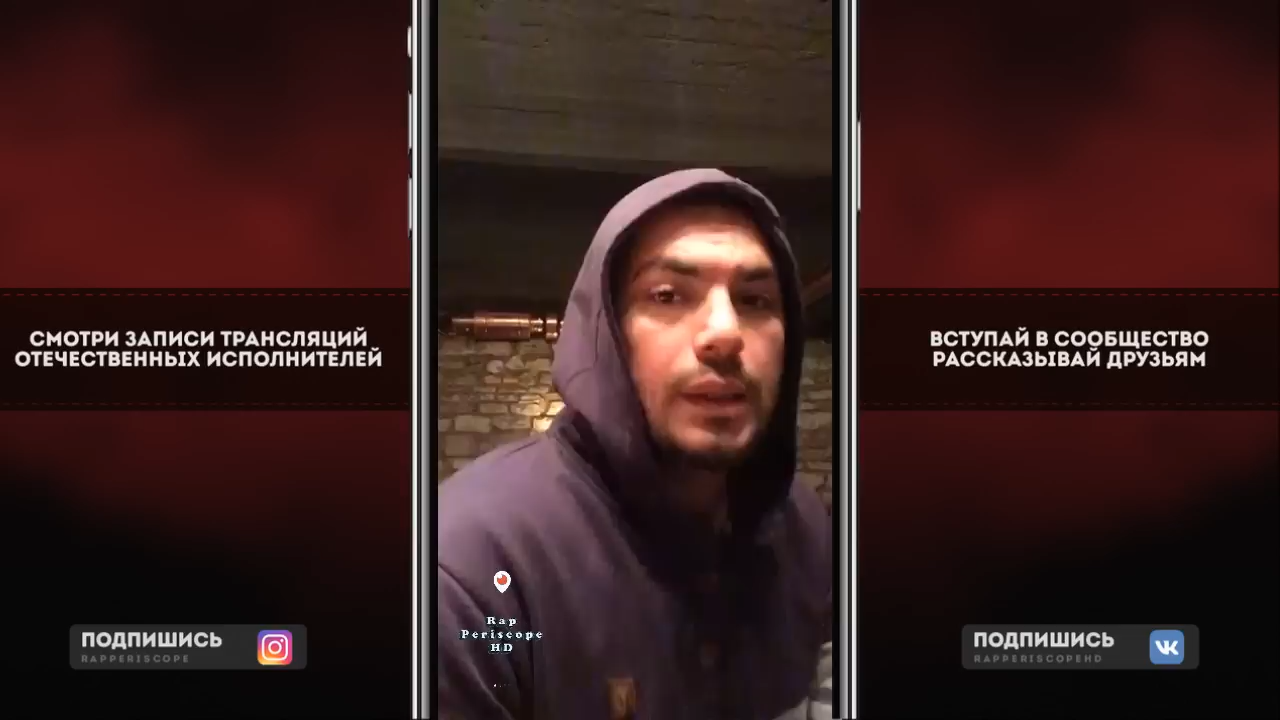 СМОТРИ ЗАПИСИ ТРАНСЛЯЦИЙ
ОТЕЧЕСТВЕННЫХ ИСПОЛНИТЕЛЕЙ
ВСТУПАЙ В СООБЩЕСТВО
РАССКАЗЫВАЙ ДРУЗЬЯМ
Rap
Periscope
HD
ПОДПИШИСЬ
RAPPERISCOPE
ПОДПИШИСЬ
RAPPERISCOPEHD